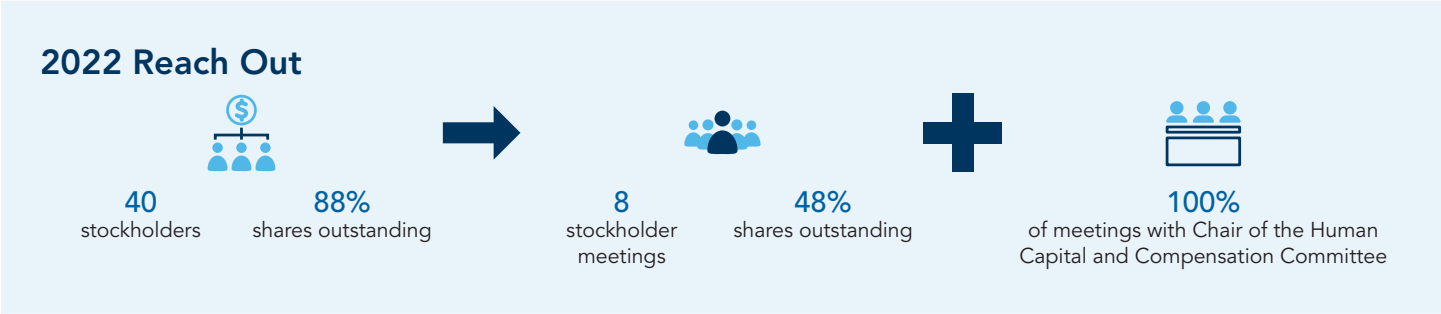 2022 Reach Out
$
40
stockholders
88%
shares outstanding
8
stockholder
meetings
48%
shares outstanding
100%
of meetings with Chair of the Human
Capital and Compensation Committee